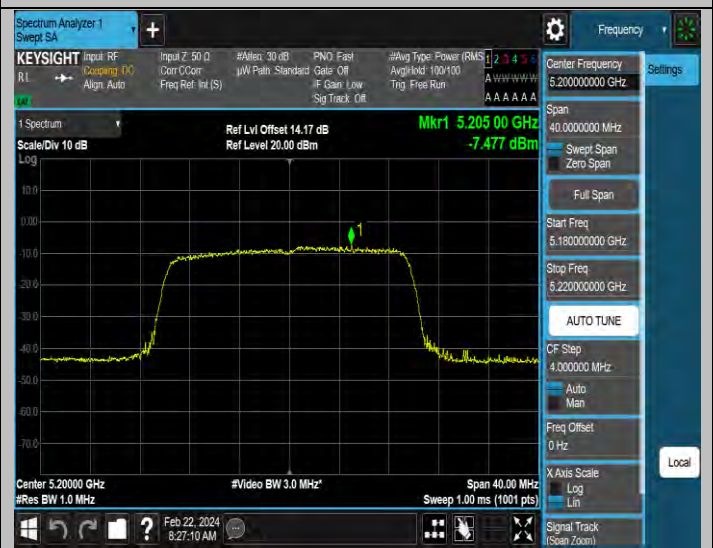 Spectrum Analyzer 1
Swept SA
+
Frequency
KEYSIGHT
RL
Input: RF
Coupling: DC
Align: Auto
Input Z: 50 Ω
Corr CCorr
Freq Ref: Int (S)
#Atten: 30 dB
µW Path: Standard
PNO: Fast
Gate: Off
IF Gain: Low
Sig Track: Off
#Avg Type: Power (RMS
Avg|Hold: 100/100
Trig: Free Run
1 2 3 4 5 6
A W W W W W
A A A A A A
1 Spectrum
Scale/Div 10 dB
Ref Lvl Offset 14.17 dB
Ref Level 20.00 dBm
Mkr1 5.205 00 GHz
-7.477 dBm
Log
10.0
0.00
-10.0
-20.0
-30.0
-40.0
-50.0
-60.0
-70.0
1
Center 5.20000 GHz
#Res BW 1.0 MHz
#Video BW 3.0 MHz*
Span 40.00 MHz
Sweep 1.00 ms (1001 pts)
Center Frequency
5.200000000 GHz
Span
40.0000000 MHz
Swept Span
Zero Span
Full Span
Start Freq
5.180000000 GHz
Stop Freq
5.220000000 GHz
AUTO TUNE
CF Step
4.000000 MHz
Auto
Man
Freq Offset
0 Hz
X Axis Scale
Log
Lin
Signal Track
(Span Zoom)
Settings
Local
?
Feb 22, 2024
8:27:10 AM